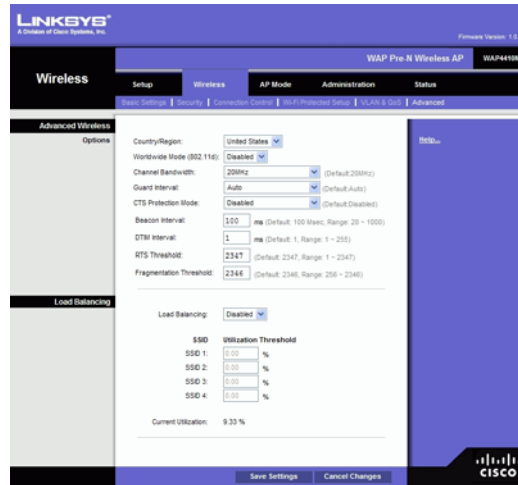 LINKSYS®
A Division of Cisco Systems, Inc.
Firmware Version: 1.0
WAP Pre-N Wireless AP WAP4410N
Wireless
Setup Wireless AP Mode Administration Status
Basic Settings | Security | Connection Control | Wi-Fi Protected Setup | VLAN & QoS | Advanced
Advanced Wireless
Options
Help...
Country/Region: United States
Worldwide Mode (802.11d): Disabled
Channel Bandwidth: 20MHz (Default:20MHz)
Guard Interval: Auto (Default:Auto)
CTS Protection Mode: Disabled (Default:Disabled)
Beacon Interval: 100 ms (Default: 100 Msec, Range: 20 ~ 1000)
DTIM Interval: 1 ms (Default: 1, Range: 1 ~ 255)
RTS Threshold: 2347 (Default: 2347, Range: 1 ~ 2347)
Fragmentation Threshold: 2346 (Default: 2346, Range: 256 ~ 2346)
Load Balancing
Load Balancing: Disabled
SSID Utilization Threshold
SSID 1: 0.00 %
SSID 2: 0.00 %
SSID 3: 0.00 %
SSID 4: 0.00 %
Current Utilization: 9.33 %
Save Settings Cancel Changes
CISCO